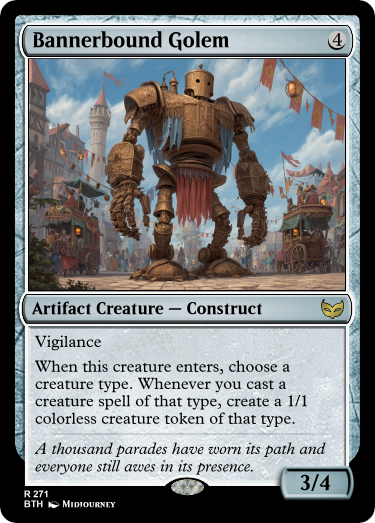 Bannerbound Golem 4
Artifact Creature — Construct
Vigilance
When this creature enters, choose a
creature type. Whenever you cast a
creature spell of that type, create a 1/1
colorless creature token of that type.
A thousand parades have worn its path and
everyone still awes in its presence.
3/4
R 271
BTH Midjourney